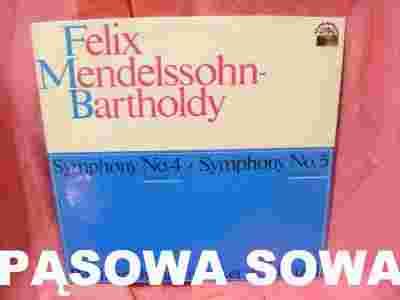 Felix
Mendelssohn-
Bartholdy
Symphony No.4 • Symphony No.5
PĄSOWA SOWA